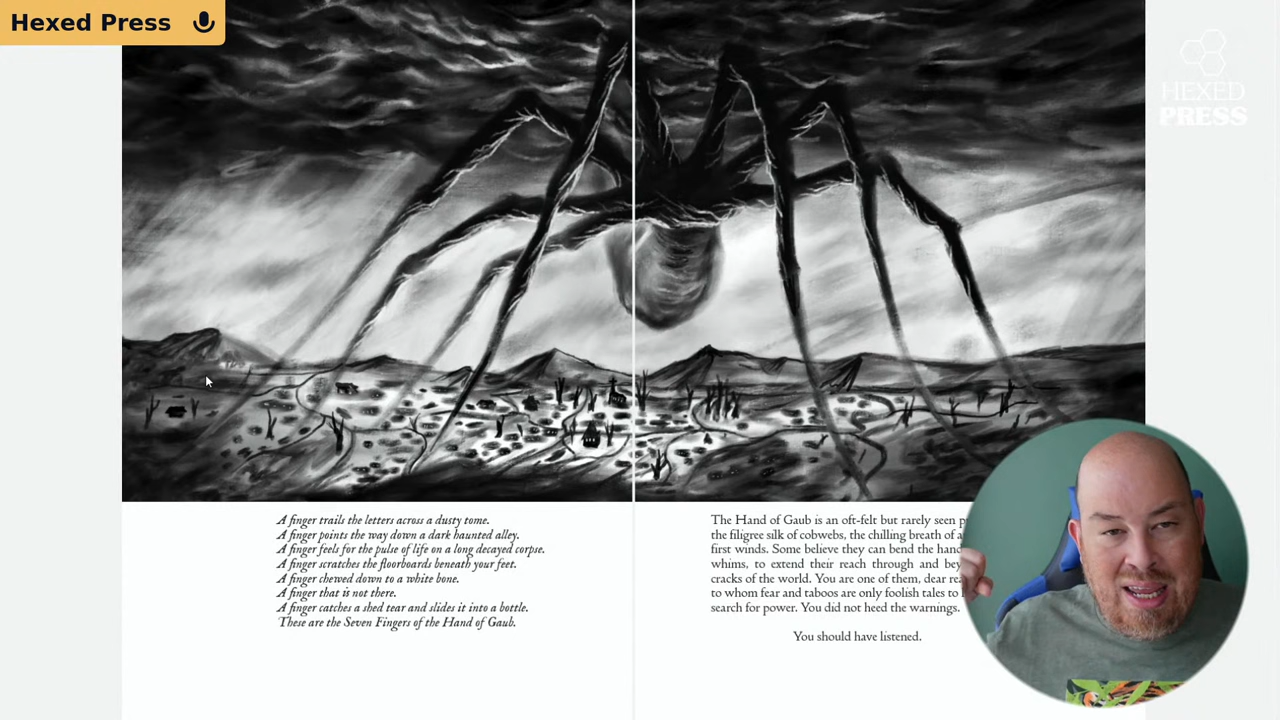 Hexed Press
HEXED
PRESS
A finger trails the letters across a dusty tome.
A finger points the way down a dark haunted alley.
A finger feels for the pulse of life on a long decayed corpse.
A finger scratches the floorboards beneath your feet.
A finger chewed down to a white bone.
A finger that is not there.
A finger catches a shed tear and slides it into a bottle.
These are the Seven Fingers of the Hand of Gaub.
The Hand of Gaub is an oft-felt but rarely seen
the filigree silk of cobwebs, the chilling breath of
first winds. Some believe they can bend the
whims, to extend their reach through and
cracks of the world. You are one of them, dear
to whom fear and taboos are only foolish tales to
search for power. You did not heed the warnings.
You should have listened.